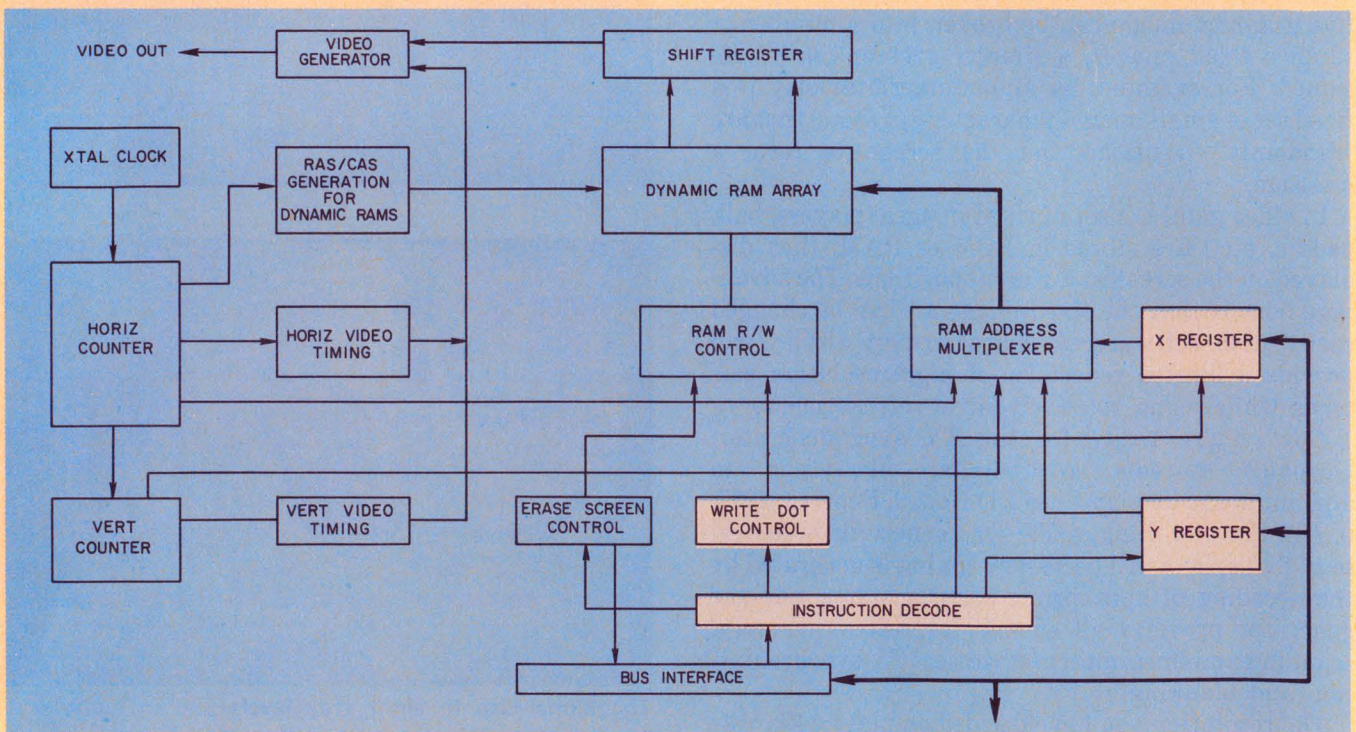 VIDEO OUT
VIDEO
GENERATOR
SHIFT REGISTER
XTAL CLOCK
RAS/CAS
GENERATION
FOR
DYNAMIC RAMS
DYNAMIC RAM ARRAY
HORIZ
COUNTER
HORIZ VIDEO
TIMING
RAM R/W
CONTROL
RAM ADDRESS
MULTIPLEXER
X REGISTER
VERT
COUNTER
VERT VIDEO
TIMING
ERASE SCREEN
CONTROL
WRITE DOT
CONTROL
Y REGISTER
INSTRUCTION DECODE
BUS INTERFACE